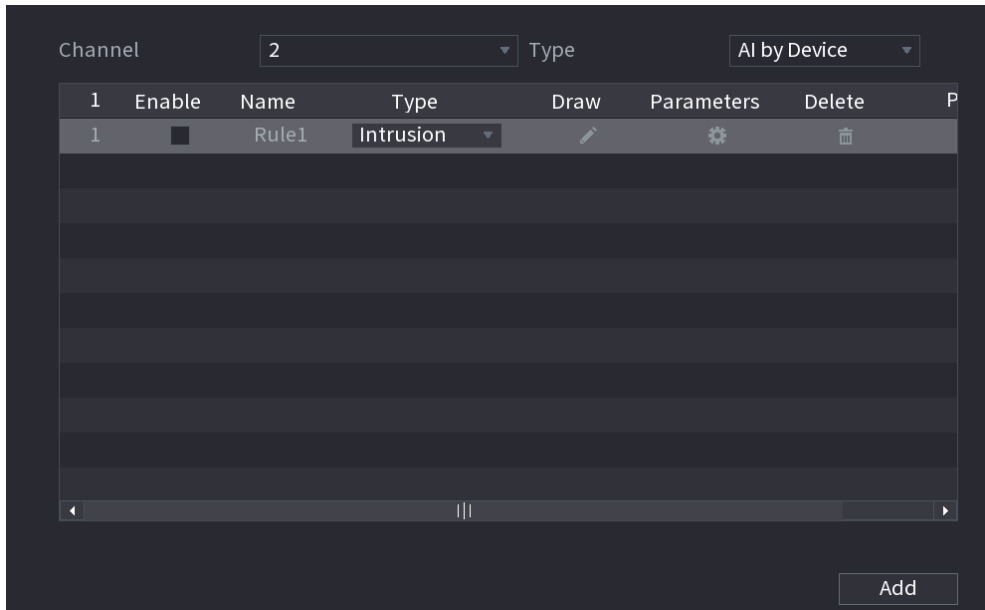 Channel 2 Type AI by Device
1 Enable Name Type Draw Parameters Delete P
1 Rule1 Intrusion
Add